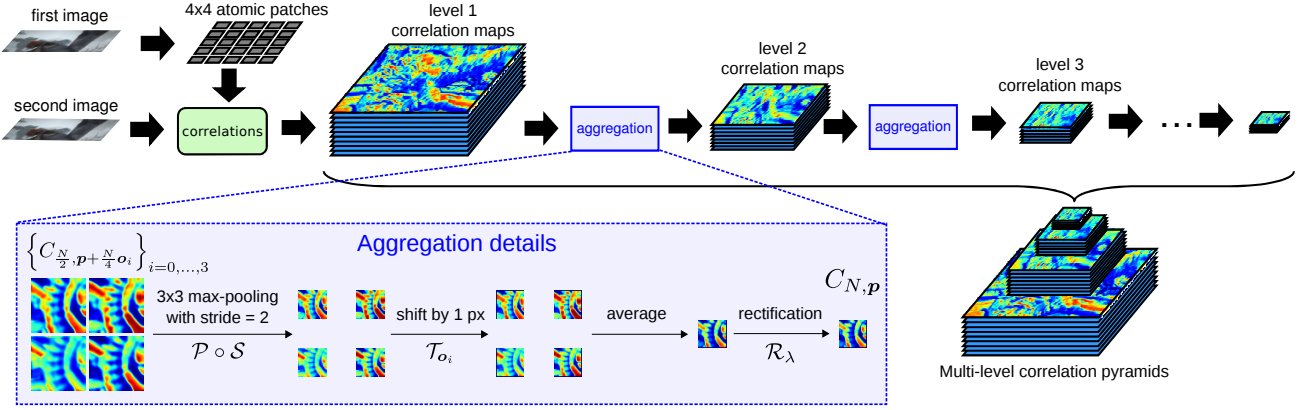 first image
4x4 atomic patches
level 1
correlation maps
level 2
correlation maps
level 3
correlation maps
second image
correlations
aggregation
aggregation
...
Aggregation details
{C_{N/2, p+N/4 o_i}}_{i=0,...,3}
3x3 max-pooling
with stride = 2
P ∘ S
shift by 1 px
T_{o_i}
average
rectification
R_λ
C_{N,p}
Multi-level correlation pyramids